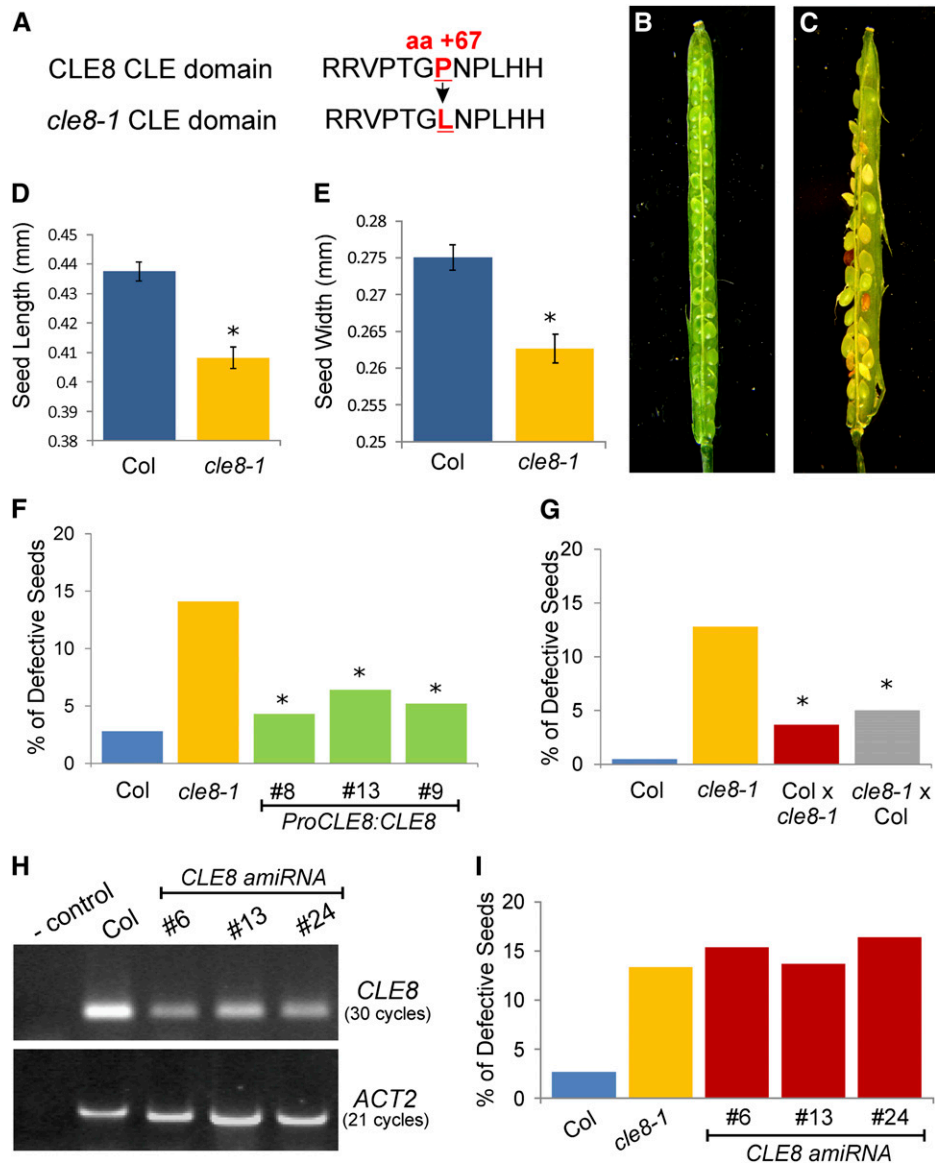 A
aa +67
CLE8 CLE domain RRVPTGPNPLHH
cle8-1 CLE domain RRVPTGLNPLHH
B
C
D
Seed Length (mm)
0.45
0.44
0.43
0.42
0.41
0.4
0.39
0.38
*
Col cle8-1
E
Seed Width (mm)
0.28
0.275
0.27
0.265
0.26
0.255
0.25
*
Col cle8-1
F
% of Defective Seeds
20
15
10
5
0
* * *
Col cle8-1 #8 #13 #9
ProCLE8:CLE8
G
% of Defective Seeds
20
15
10
5
0
* *
Col cle8-1 Col x cle8-1 cle8-1 x Col
H
CLE8 amiRNA
- control Col #6 #13 #24
CLE8
(30 cycles)
ACT2
(21 cycles)
I
% of Defective Seeds
20
15
10
5
0
Col cle8-1 #6 #13 #24
CLE8 amiRNA